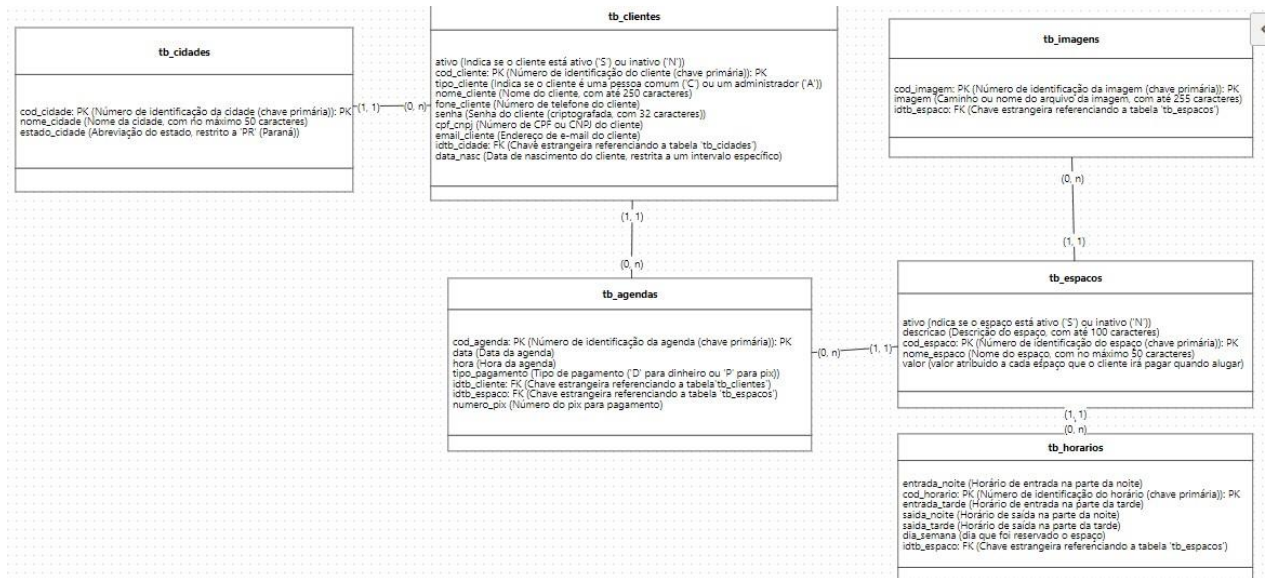 tb_cidades
cod_cidade: PK (Número de identificação da cidade (chave primária)): PK
nome_cidade (Nome da cidade, com no máximo 50 caracteres)
estado_cidade (Abreviação do estado, restrito a 'PR' (Paraná))
(1, 1)
(0, n)
tb_clientes
ativo (Indica se o cliente está ativo ('S') ou inativo ('N'))
cod_cliente: PK (Número de identificação do cliente (chave primária)): PK
tipo_cliente (Indica se o cliente é uma pessoa comum ('C') ou um administrador ('A'))
nome_cliente (Nome do cliente, com até 250 caracteres)
fone_cliente (Número de telefone do cliente)
senha (Senha do cliente (criptografada, com 32 caracteres))
cpf_cnpj (Número de CPF ou CNPJ do cliente)
email_cliente (Endereço de e-mail do cliente)
idtb_cidade: FK (Chave estrangeira referenciando a tabela 'tb_cidades')
data_nasc (Data de nascimento do cliente, restrita a um intervalo específico)
tb_imagens
cod_imagem: PK (Número de identificação da imagem (chave primária)): PK
imagem (Caminho ou nome do arquivo da imagem, com até 255 caracteres)
idtb_espaco: FK (Chave estrangeira referenciando a tabela 'tb_espacos')
(1, 1)
(0, n)
(0, n)
(1, 1)
tb_agendas
cod_agenda: PK (Número de identificação da agenda (chave primária)): PK
data (Data da agenda)
hora (Hora da agenda)
tipo_pagamento (Tipo de pagamento ('D' para dinheiro ou 'P' para pix))
idtb_cliente: FK (Chave estrangeira referenciando a tabela'tb_clientes')
idtb_espaco: FK (Chave estrangeira referenciando a tabela 'tb_espacos')
numero_pix (Número do pix para pagamento)
(0, n)
(1, 1)
tb_espacos
ativo (ndica se o espaço está ativo ('S') ou inativo ('N'))
descricao (Descrição do espaço, com até 100 caracteres)
cod_espaco: PK (Número de identificação do espaço (chave primária)): PK
nome_espaco (Nome do espaço, com no máximo 50 caracteres)
valor (valor atribuido a cada espaço que o cliente irá pagar quando alugar)
(1, 1)
(0, n)
tb_horarios
entrada_noite (Horário de entrada na parte da noite)
cod_horario: PK (Número de identificação do horário (chave primária)): PK
entrada_tarde (Horário de entrada na parte da tarde)
saida_noite (Horário de saída na parte da noite)
saida_tarde (Horário de saída na parte da tarde)
dia_semana (dia que foi reservado o espaço)
idtb_espaco: FK (Chave estrangeira referenciando a tabela 'tb_espacos')